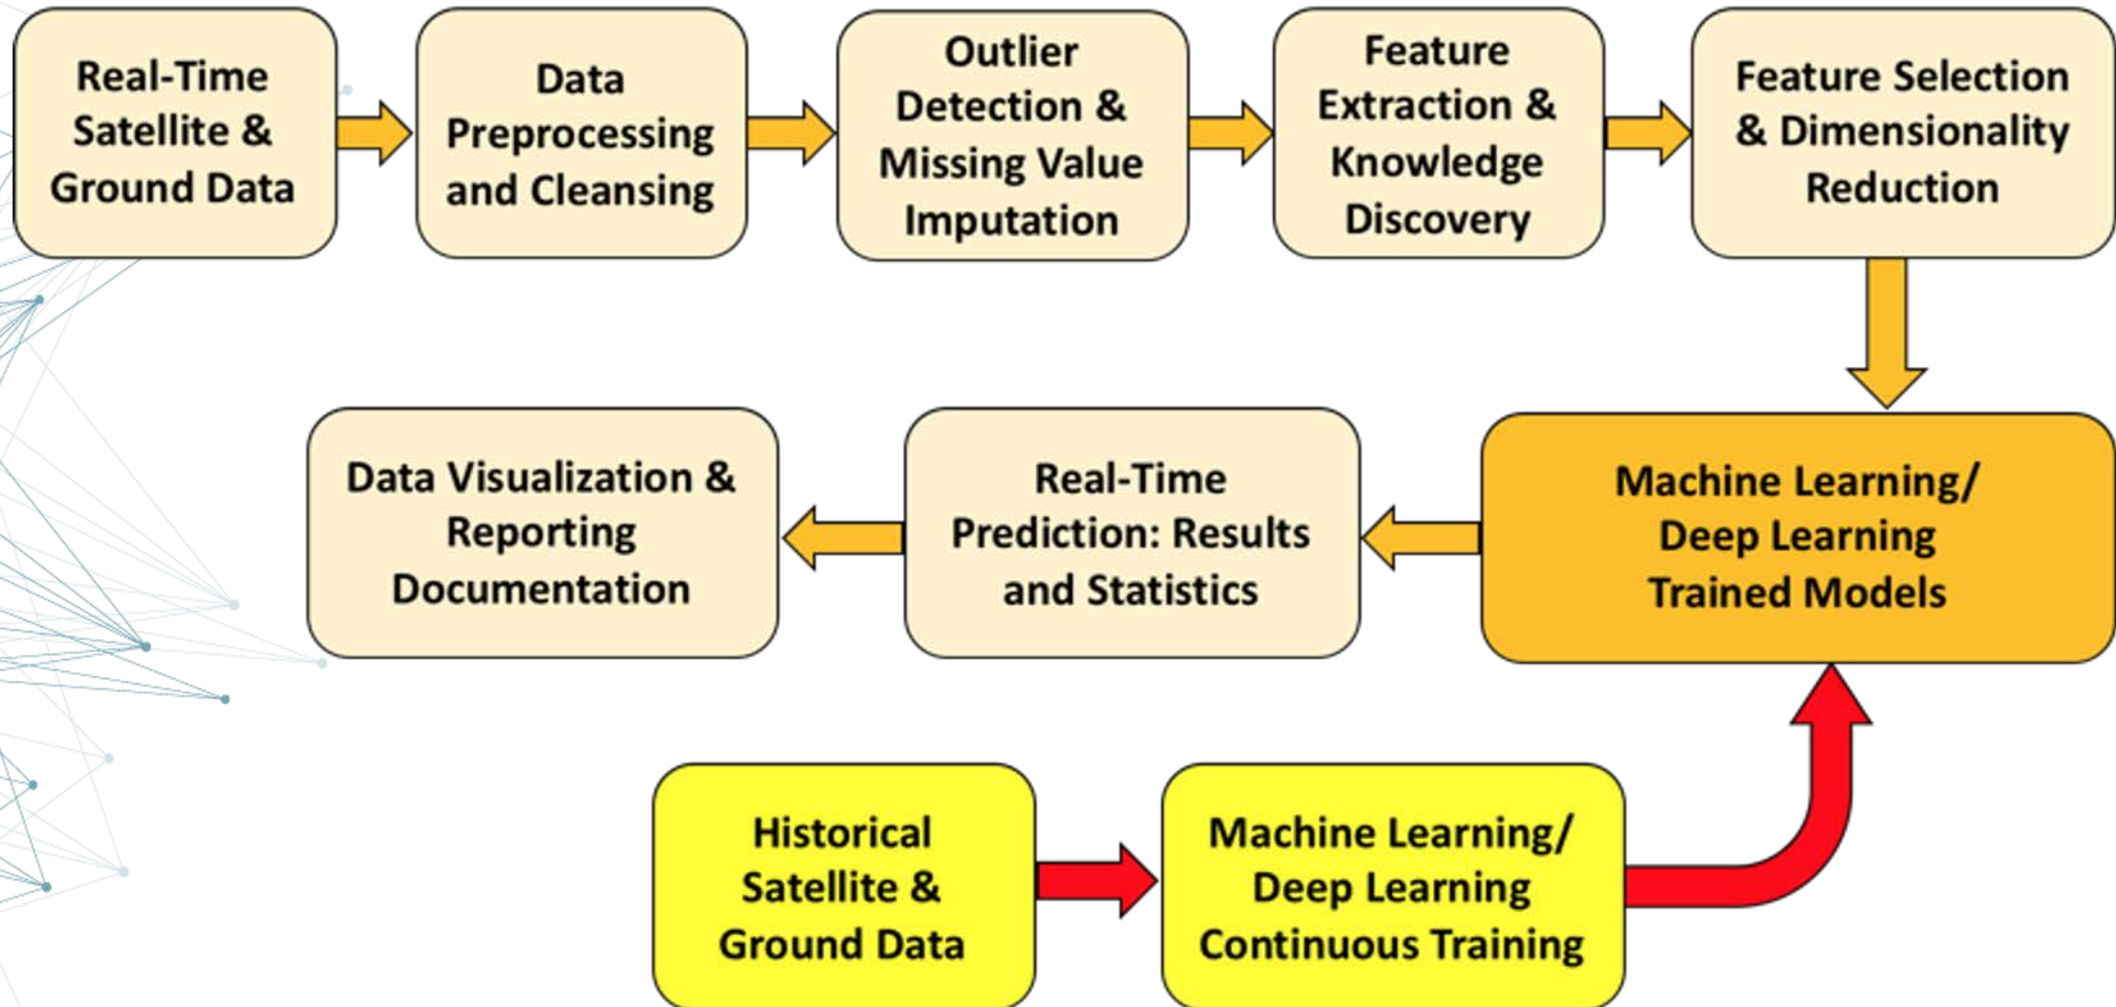 Real-Time
Satellite &
Ground Data
Data
Preprocessing
and Cleansing
Outlier
Detection &
Missing Value
Imputation
Feature
Extraction &
Knowledge
Discovery
Feature Selection
& Dimensionality
Reduction
Data Visualization &
Reporting
Documentation
Real-Time
Prediction: Results
and Statistics
Machine Learning/
Deep Learning
Trained Models
Historical
Satellite &
Ground Data
Machine Learning/
Deep Learning
Continuous Training